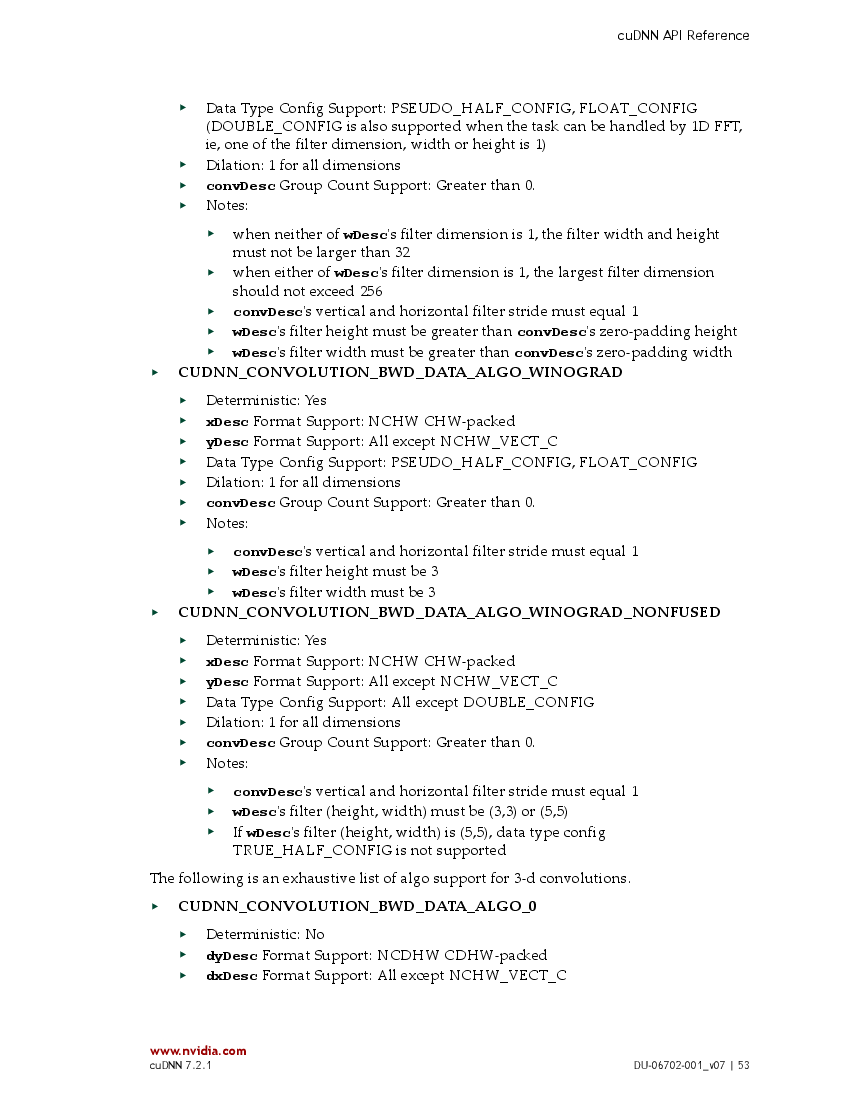 cuDNN API Reference
▸ Data Type Config Support: PSEUDO_HALF_CONFIG, FLOAT_CONFIG
(DOUBLE_CONFIG is also supported when the task can be handled by 1D FFT,
ie, one of the filter dimension, width or height is 1)
▸ Dilation: 1 for all dimensions
▸ convDesc Group Count Support: Greater than 0.
▸ Notes:
▸ when neither of wDesc's filter dimension is 1, the filter width and height
must not be larger than 32
▸ when either of wDesc's filter dimension is 1, the largest filter dimension
should not exceed 256
▸ convDesc's vertical and horizontal filter stride must equal 1
▸ wDesc's filter height must be greater than convDesc's zero-padding height
▸ wDesc's filter width must be greater than convDesc's zero-padding width
▸ CUDNN_CONVOLUTION_BWD_DATA_ALGO_WINOGRAD
▸ Deterministic: Yes
▸ xDesc Format Support: NCHW CHW-packed
▸ yDesc Format Support: All except NCHW_VECT_C
▸ Data Type Config Support: PSEUDO_HALF_CONFIG, FLOAT_CONFIG
▸ Dilation: 1 for all dimensions
▸ convDesc Group Count Support: Greater than 0.
▸ Notes:
▸ convDesc's vertical and horizontal filter stride must equal 1
▸ wDesc's filter height must be 3
▸ wDesc's filter width must be 3
▸ CUDNN_CONVOLUTION_BWD_DATA_ALGO_WINOGRAD_NONFUSED
▸ Deterministic: Yes
▸ xDesc Format Support: NCHW CHW-packed
▸ yDesc Format Support: All except NCHW_VECT_C
▸ Data Type Config Support: All except DOUBLE_CONFIG
▸ Dilation: 1 for all dimensions
▸ convDesc Group Count Support: Greater than 0.
▸ Notes:
▸ convDesc's vertical and horizontal filter stride must equal 1
▸ wDesc's filter (height, width) must be (3,3) or (5,5)
▸ If wDesc's filter (height, width) is (5,5), data type config
TRUE_HALF_CONFIG is not supported
The following is an exhaustive list of algo support for 3-d convolutions.
▸ CUDNN_CONVOLUTION_BWD_DATA_ALGO_0
▸ Deterministic: No
▸ dyDesc Format Support: NCDHW CDHW-packed
▸ dxDesc Format Support: All except NCHW_VECT_C
www.nvidia.com
cuDNN 7.2.1 DU-06702-001_v07 | 53